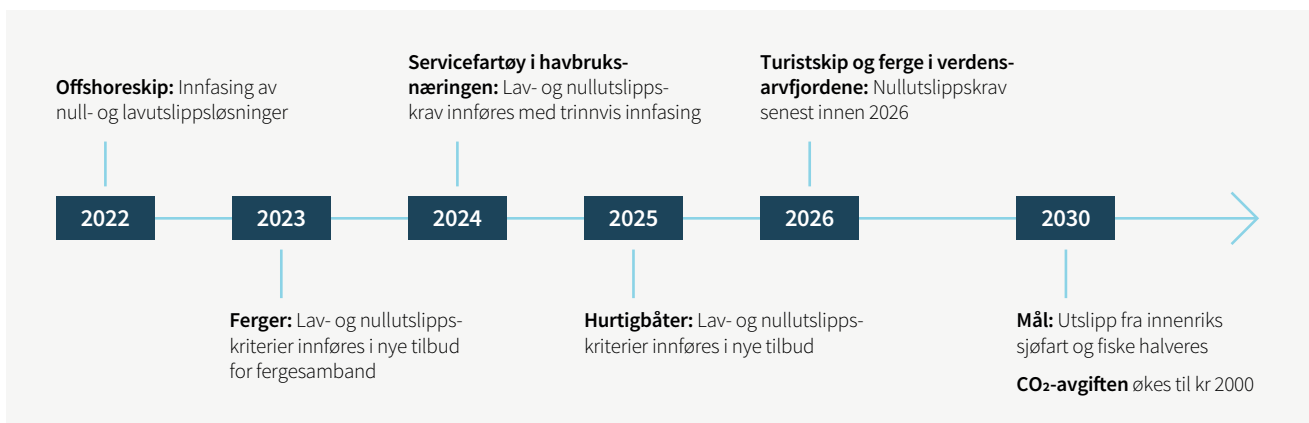 Offshoreskip: Innfasing av
null- og lavutslippsløsninger
Servicefartøy i havbruks-
næringen: Lav- og nullutslipps-
krav innføres med trinnvis innfasing
Turistskip og ferge i verdens-
arvfjordene: Nullutslippskrav
senest innen 2026
2022
2023
2024
2025
2026
2030
Ferger: Lav- og nullutslipps-
kriterier innføres i nye tilbud
for fergesamband
Hurtigbåter: Lav- og nullutslipps-
kriterier innføres i nye tilbud
Mål: Utslipp fra innenriks
sjøfart og fiske halveres
CO₂-avgiften økes til kr 2000